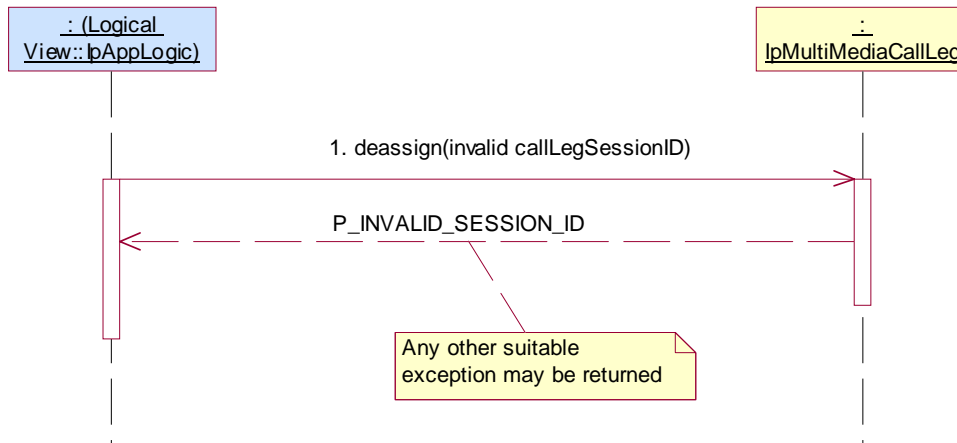 : (Logical
View::IpAppLogic)
:
IpMultiMediaCallLeg
1. deassign(invalid callLegSessionID)
P_INVALID_SESSION_ID
Any other suitable
exception may be returned